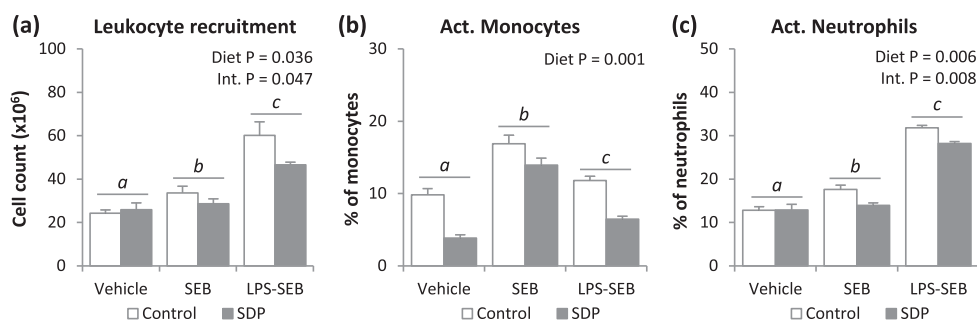 (a) Leukocyte recruitment
Diet P = 0.036
Int. P = 0.047
Cell count (x10⁶)
100
80
60
40
20
0
a
b
c
Vehicle SEB LPS-SEB
Control SDP
(b) Act. Monocytes
Diet P = 0.001
% of monocytes
30
20
10
0
a
b
c
Vehicle SEB LPS-SEB
Control SDP
(c) Act. Neutrophils
Diet P = 0.006
Int. P = 0.008
% of neutrophils
50
40
30
20
10
0
a
b
c
Vehicle SEB LPS-SEB
Control SDP